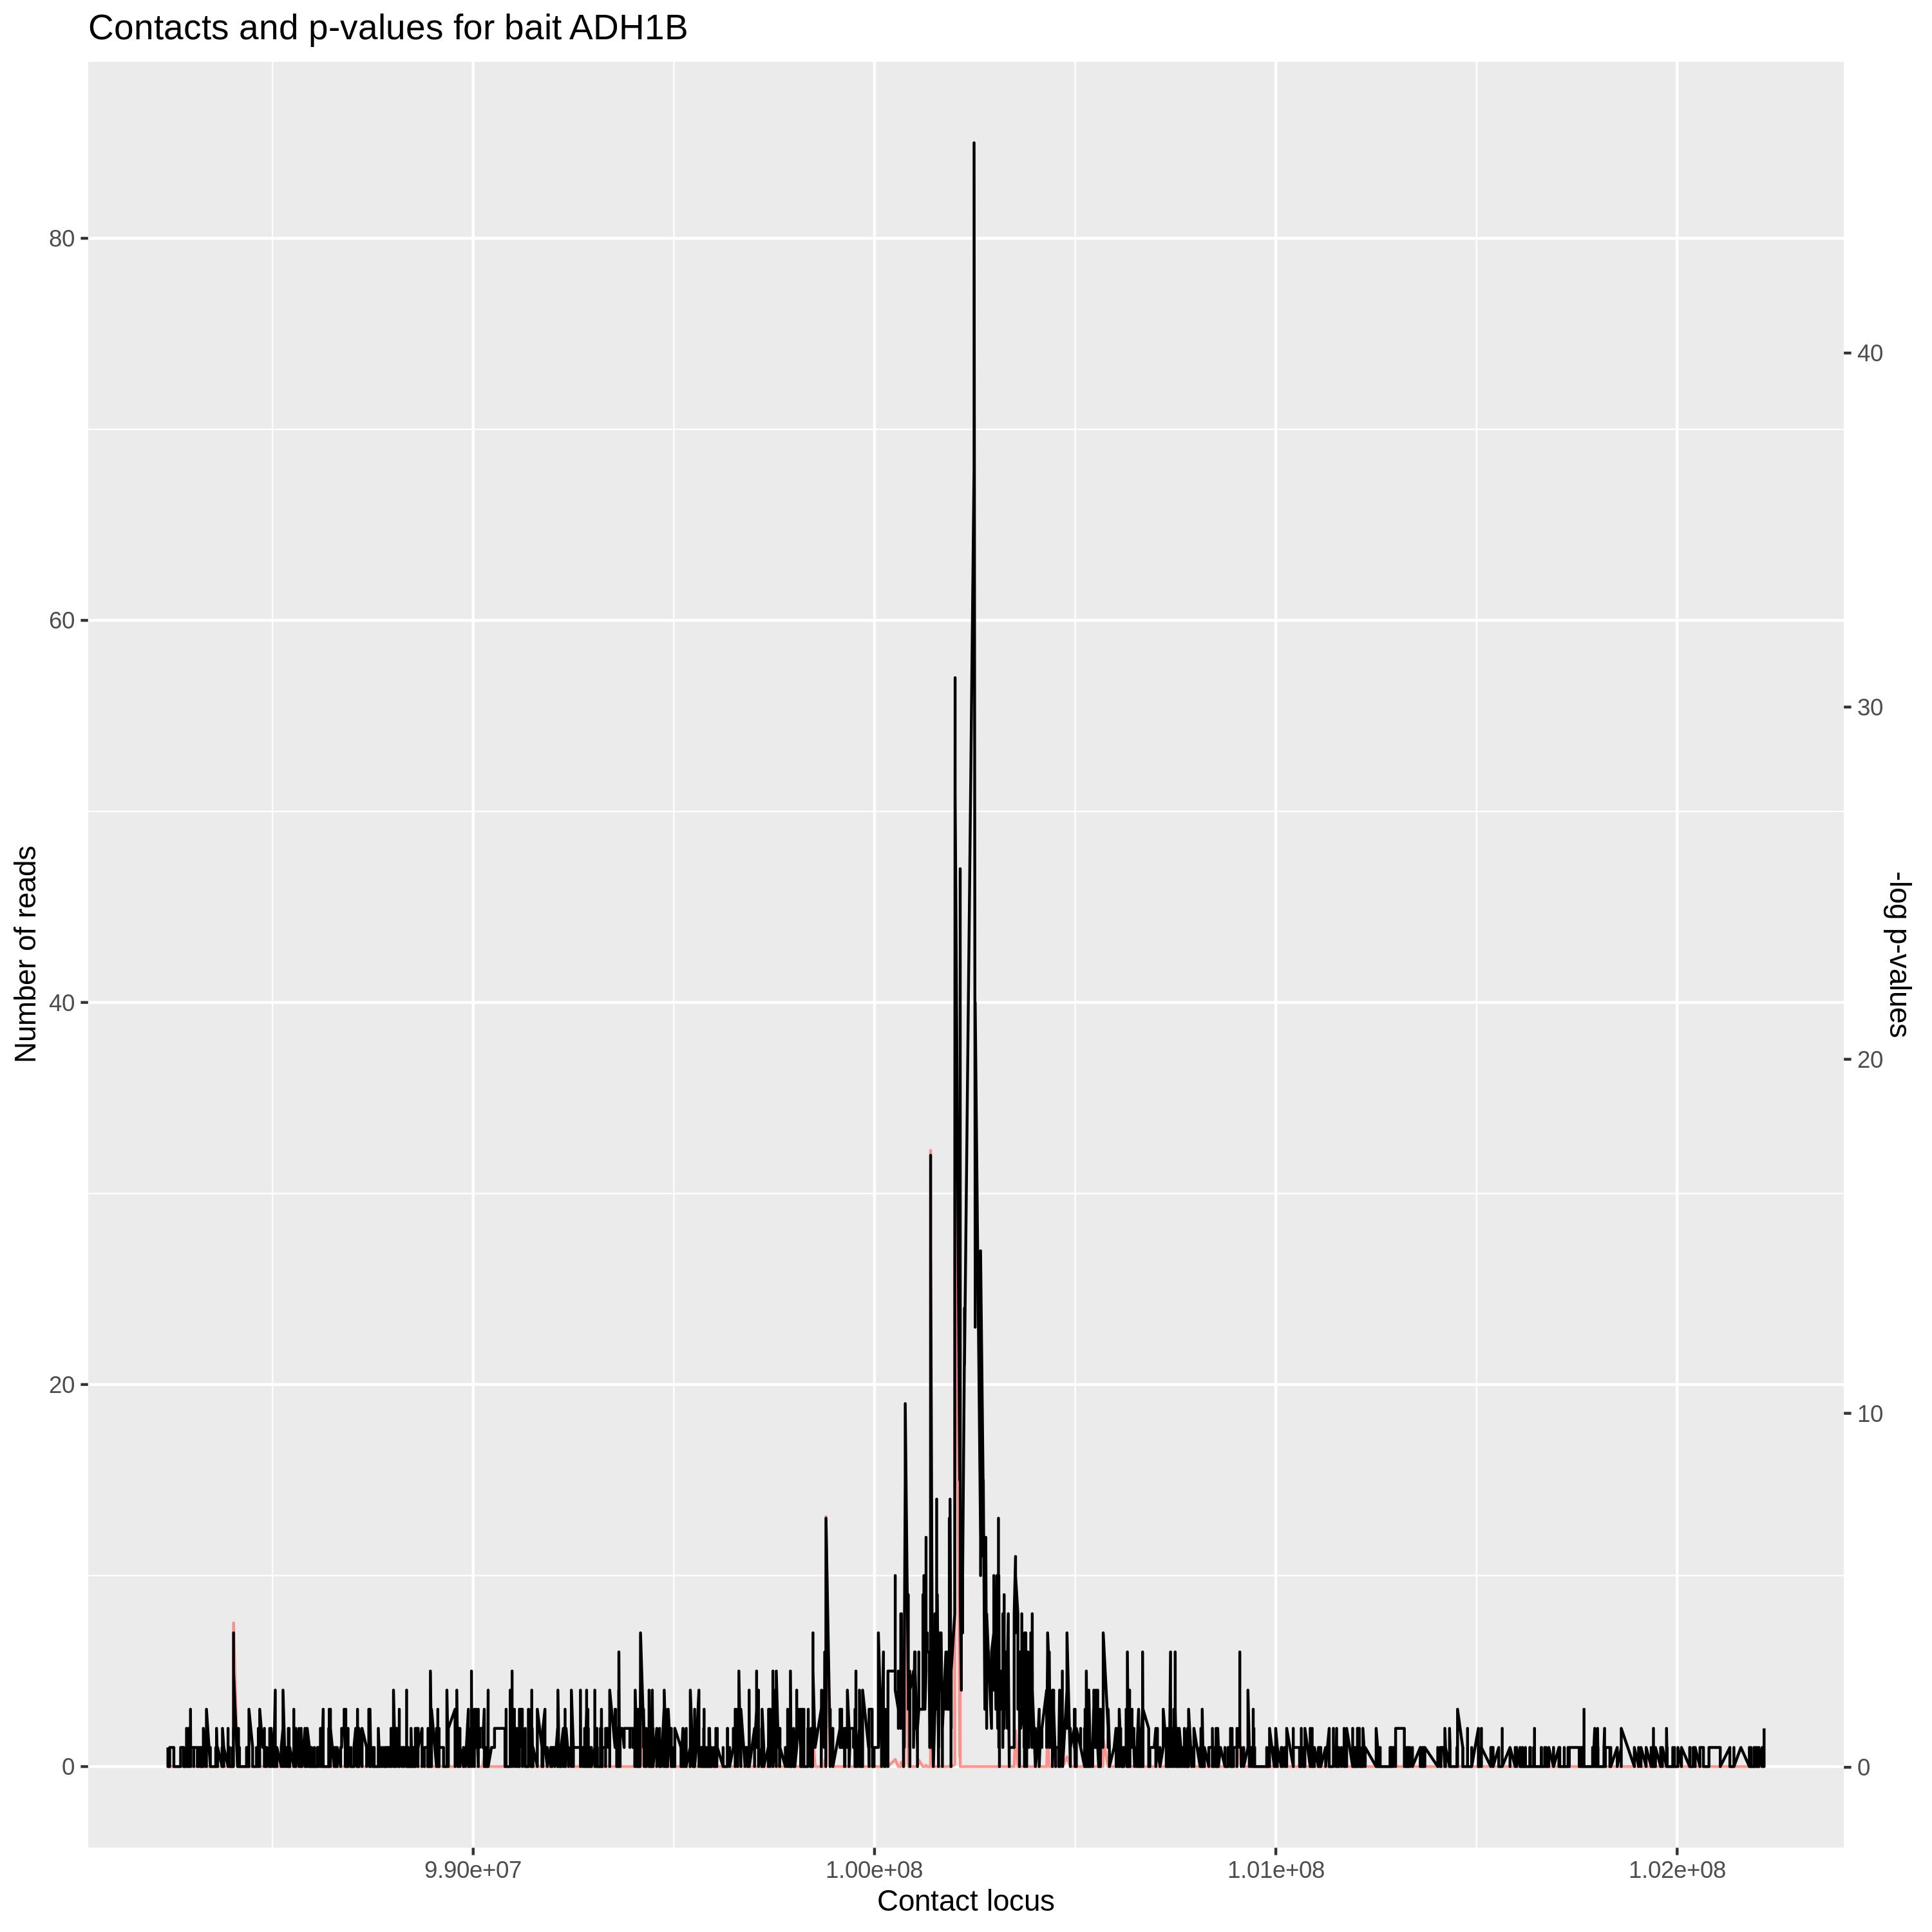 Contacts and p-values for bait ADH1B
80
60
40
20
0
Number of reads
40
30
20
10
0
-log p-values
9.90e+07
1.00e+08
1.01e+08
1.02e+08
Contact locus